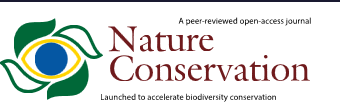 A peer-reviewed open-access journal
Nature
Conservation
Launched to accelerate biodiversity conservation